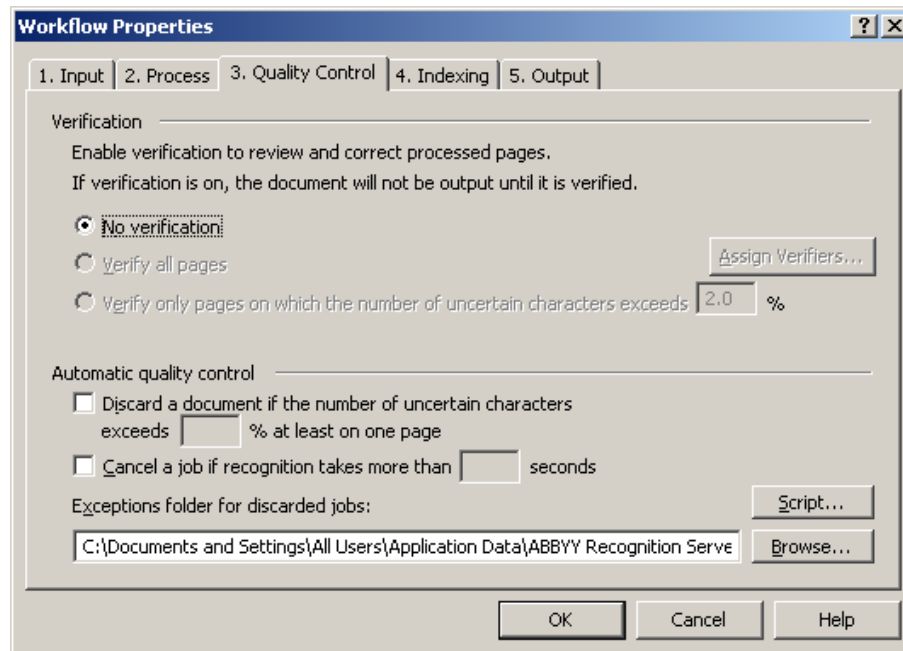 Workflow Properties
1. Input 2. Process 3. Quality Control 4. Indexing 5. Output
Verification
Enable verification to review and correct processed pages.
If verification is on, the document will not be output until it is verified.
No verification
Verify all pages
Assign Verifiers...
Verify only pages on which the number of uncertain characters exceeds 2.0 %
Automatic quality control
Discard a document if the number of uncertain characters
exceeds % at least on one page
Cancel a job if recognition takes more than seconds
Exceptions folder for discarded jobs:
Script...
C:\Documents and Settings\All Users\Application Data\ABBYY Recognition Serve
Browse...
OK Cancel Help